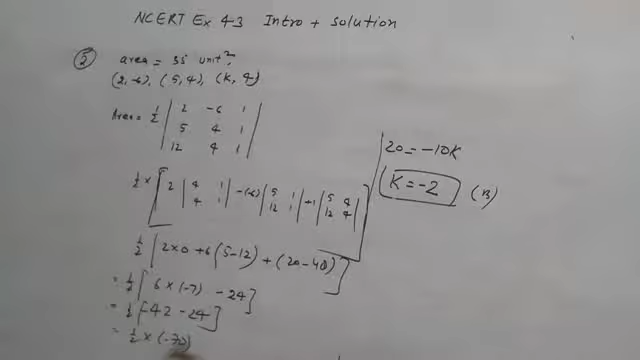 NCERT Ex 4.3 Intro + solution
5 area = 35 unit².
(2,-6), (5,4), (K, 4)
Area = 1/2 | 2 -6 1 |
| 5 4 1 |
| 12 4 1 |
1/2 × [ 2 | 4 1 | -(-6) | 5 1 | +1 | 5 4 | ]
| 4 1 | | 12 1 | | 12 4 |
1/2 [ 2×0 + 6(5-12) + (20-48) ]
= 1/2 [ 6×(-7) - 24 ]
= 1/2 [ -42 - 24 ]
= 1/2 × (-70)
20 = -10K
K = -2 (B)